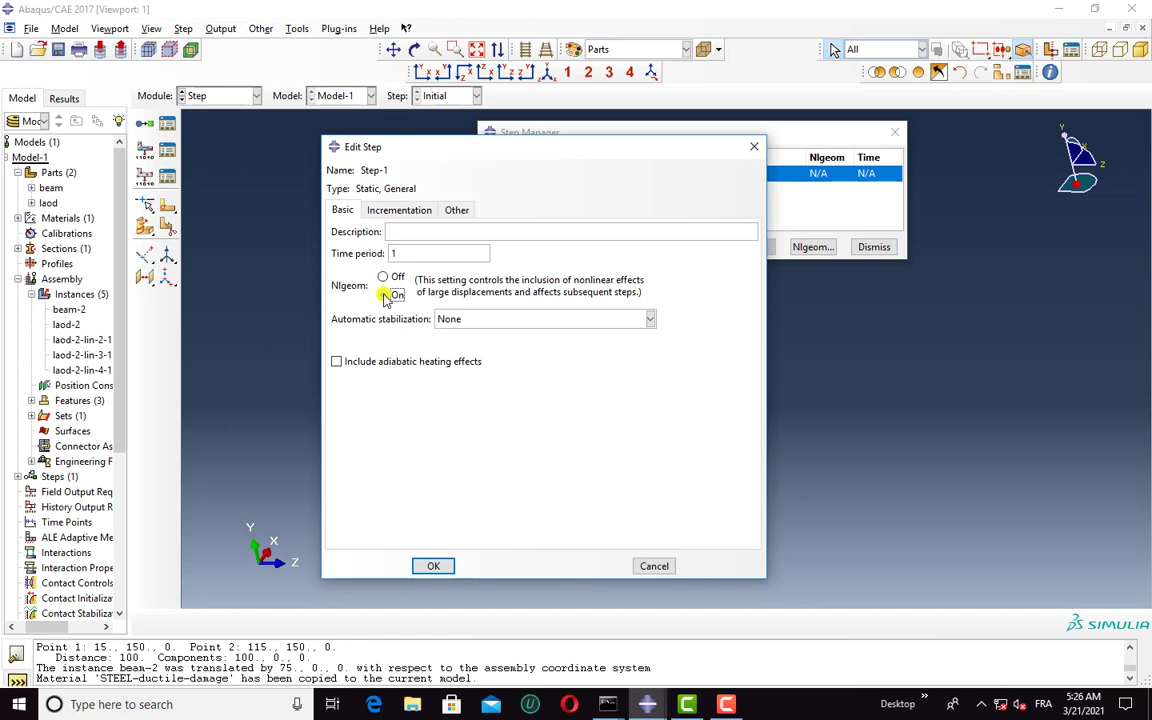 Abaqus/CAE 2017 [Viewport: 1]
File Model Viewport View Step Output Other Tools Plug-ins Help
Parts
All
1 2 3 4
Model Results
Module: Step Model: Model-1 Step: Initial
Models (1)
Model-1
Parts (2)
beam
laod
Materials (1)
Calibrations
Sections (1)
Profiles
Assembly
Instances (5)
beam-2
laod-2
laod-2-lin-2-1
laod-2-lin-3-1
laod-2-lin-4-1
Position Cons
Features (3)
Sets (1)
Surfaces
Connector As
Engineering F
Steps (1)
Field Output Req
History Output R
Time Points
ALE Adaptive Me
Interactions
Interaction Prope
Contact Controls
Contact Initializa
Contact Stabiliza
Step Manager
Nlgeom Time
N/A N/A
Nlgeom... Dismiss
Edit Step
Name: Step-1
Type: Static, General
Basic Incrementation Other
Description:
Time period: 1
Nlgeom:
Off
On
(This setting controls the inclusion of nonlinear effects
of large displacements and affects subsequent steps.)
Automatic stabilization: None
Include adiabatic heating effects
OK Cancel
Y
X
Z
Y
Z
SIMULIA
Point 1: 15., 150., 0. Point 2: 115., 150., 0.
Distance: 100. Components: 100., 0., 0.
The instance beam-2 was translated by 75., 0., 0. with respect to the assembly coordinate system
Material 'STEEL-ductile-damage' has been copied to the current model.
Type here to search
Desktop
FRA
5:26 AM
3/21/2021